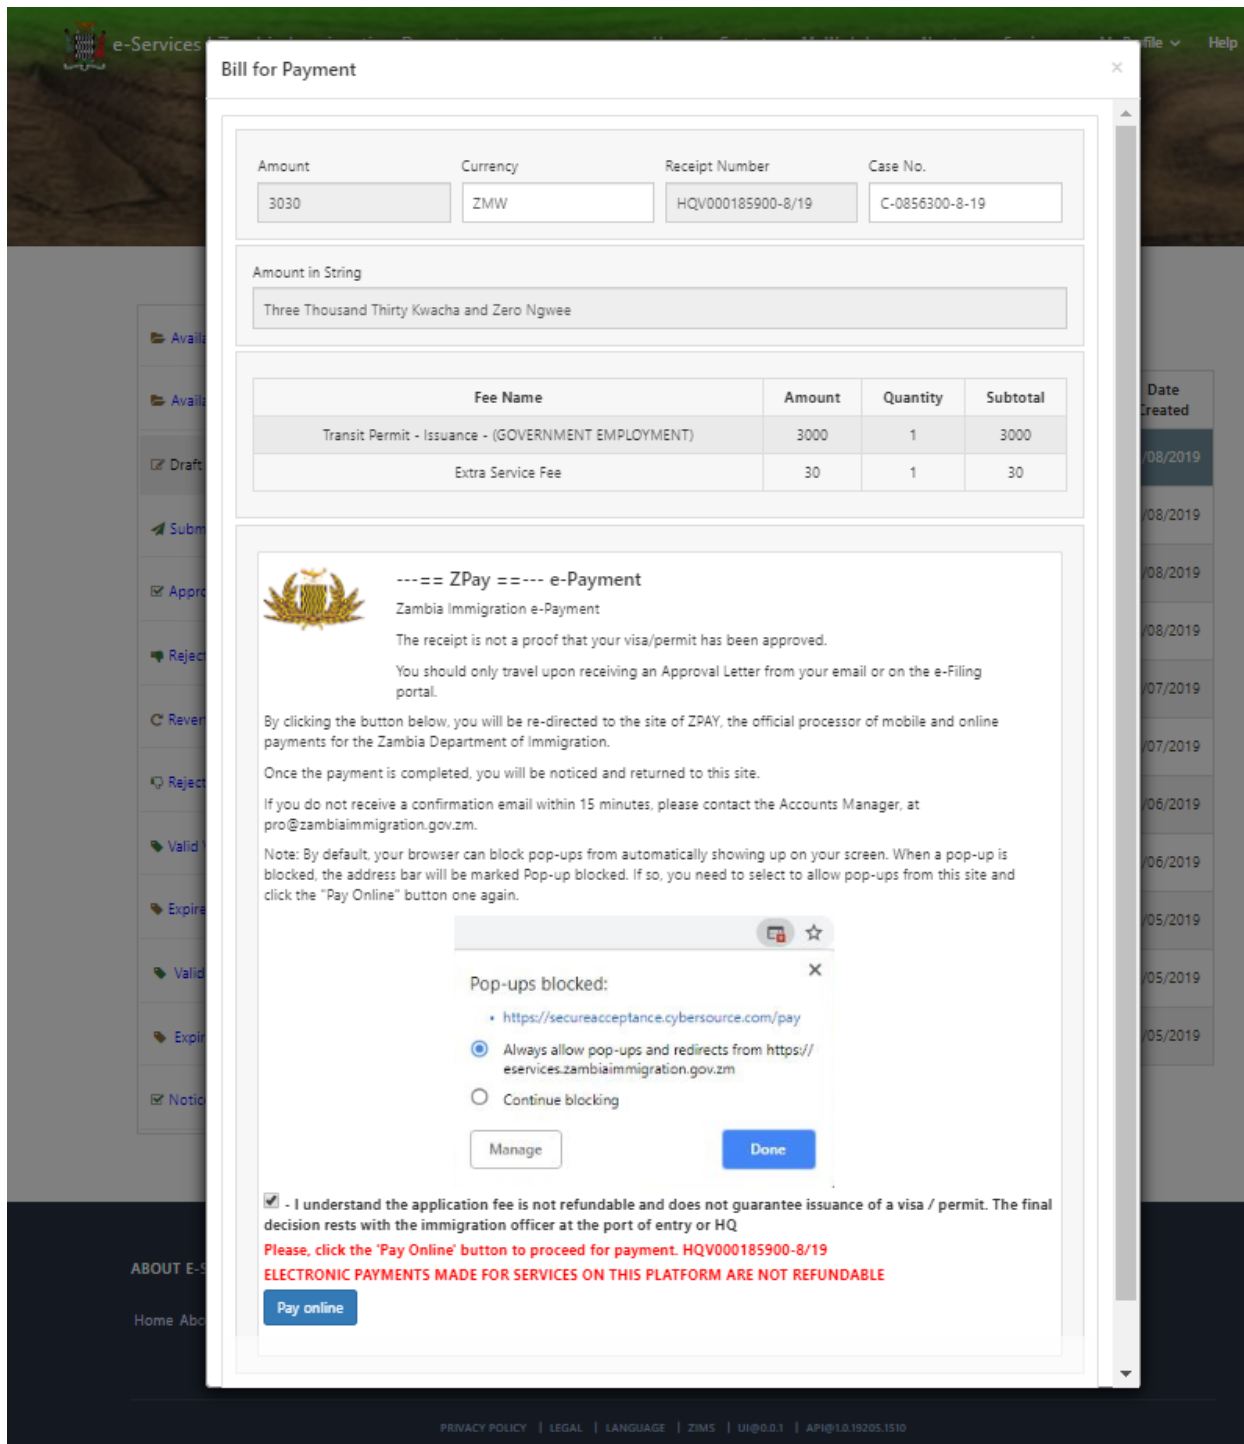 e-Services
file
Help
Bill for Payment
×
Amount
Currency
Receipt Number
Case No.
3030
ZMW
HQV000185900-8/19
C-0856300-8-19
Amount in String
Three Thousand Thirty Kwacha and Zero Ngwee
Fee Name
Amount
Quantity
Subtotal
Transit Permit - Issuance - (GOVERNMENT EMPLOYMENT)
3000
1
3000
Extra Service Fee
30
1
30
---== ZPay ==--- e-Payment
Zambia Immigration e-Payment
The receipt is not a proof that your visa/permit has been approved.
You should only travel upon receiving an Approval Letter from your email or on the e-Filing
portal.
By clicking the button below, you will be re-directed to the site of ZPAY, the official processor of mobile and online
payments for the Zambia Department of Immigration.
Once the payment is completed, you will be noticed and returned to this site.
If you do not receive a confirmation email within 15 minutes, please contact the Accounts Manager, at
pro@zambiaimmigration.gov.zm.
Note: By default, your browser can block pop-ups from automatically showing up on your screen. When a pop-up is
blocked, the address bar will be marked Pop-up blocked. If so, you need to select to allow pop-ups from this site and
click the "Pay Online" button one again.
Pop-ups blocked:
• https://secureacceptance.cybersource.com/pay
Always allow pop-ups and redirects from https://
eservices.zambiaimmigration.gov.zm
Continue blocking
Manage
Done
- I understand the application fee is not refundable and does not guarantee issuance of a visa / permit. The final
decision rests with the immigration officer at the port of entry or HQ
Please, click the 'Pay Online' button to proceed for payment. HQV000185900-8/19
ELECTRONIC PAYMENTS MADE FOR SERVICES ON THIS PLATFORM ARE NOT REFUNDABLE
Pay online
Availa
Availa
Draft
Subm
Appro
Reject
Rever
Reject
Valid
Expire
Valid
Expir
Notic
Date
Created
/08/2019
/08/2019
/08/2019
/08/2019
/07/2019
/07/2019
/06/2019
/06/2019
/05/2019
/05/2019
/05/2019
ABOUT E-S
Home Abo
PRIVACY POLICY | LEGAL | LANGUAGE | ZIMS | UI@0.0.1 | API@1.0.19205.1510